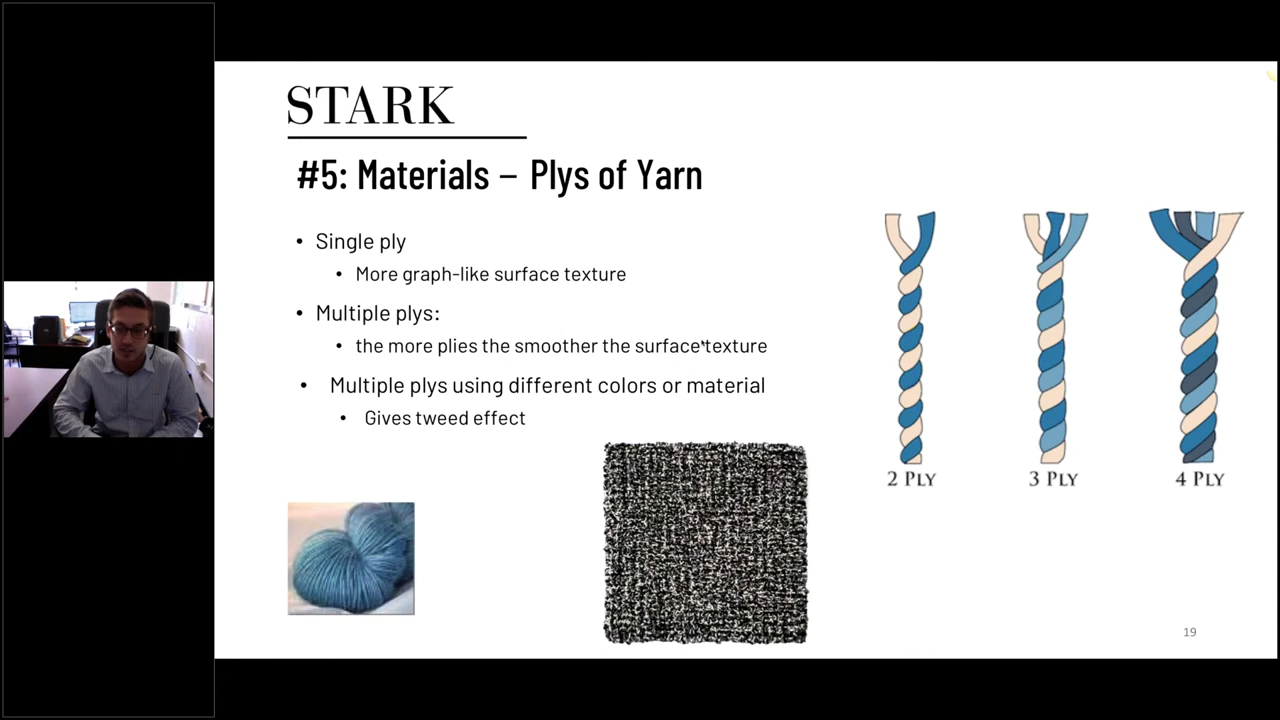 STARK
#5: Materials – Plys of Yarn
• Single ply
• More graph-like surface texture
• Multiple plys:
• the more plies the smoother the surface texture
• Multiple plys using different colors or material
• Gives tweed effect
2 PLY
3 PLY
4 PLY
19